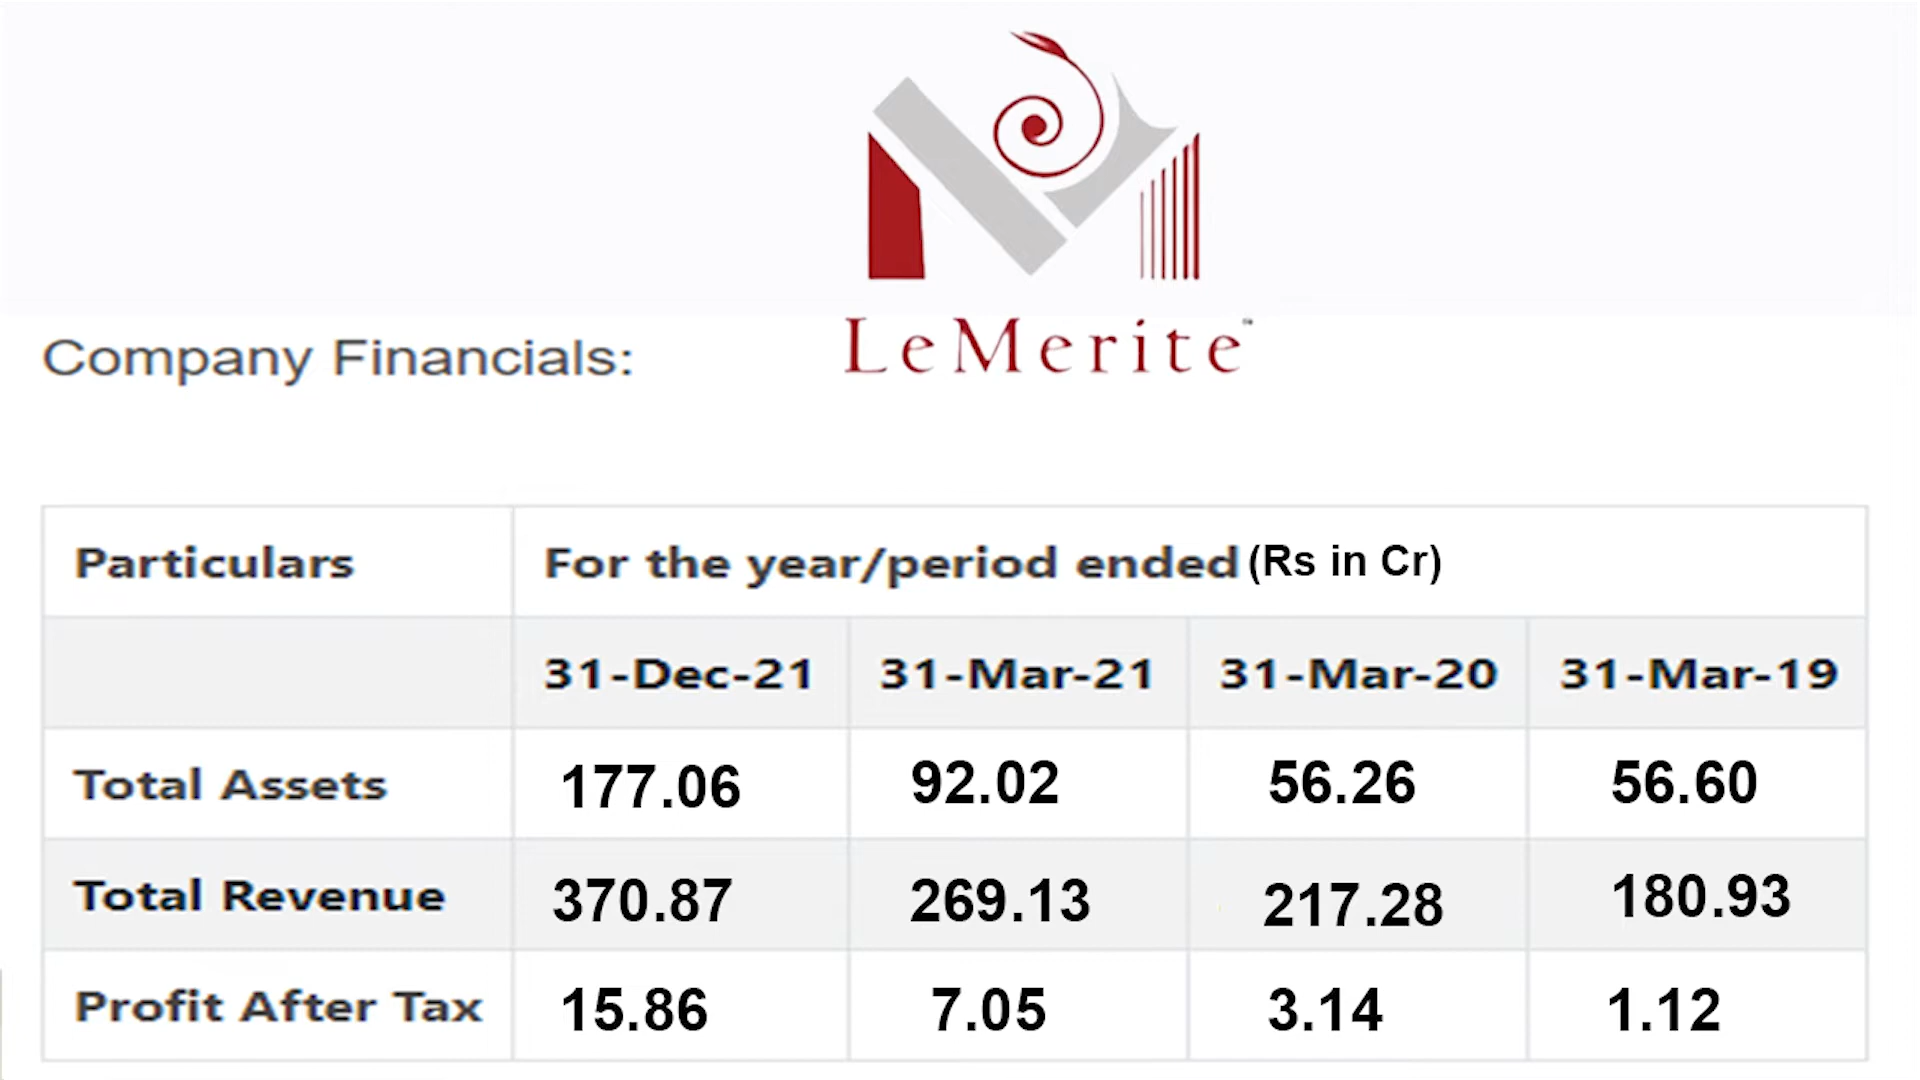 LeMerite™
Company Financials:
Particulars For the year/period ended (Rs in Cr)
31-Dec-21 31-Mar-21 31-Mar-20 31-Mar-19
Total Assets 177.06 92.02 56.26 56.60
Total Revenue 370.87 269.13 217.28 180.93
Profit After Tax 15.86 7.05 3.14 1.12